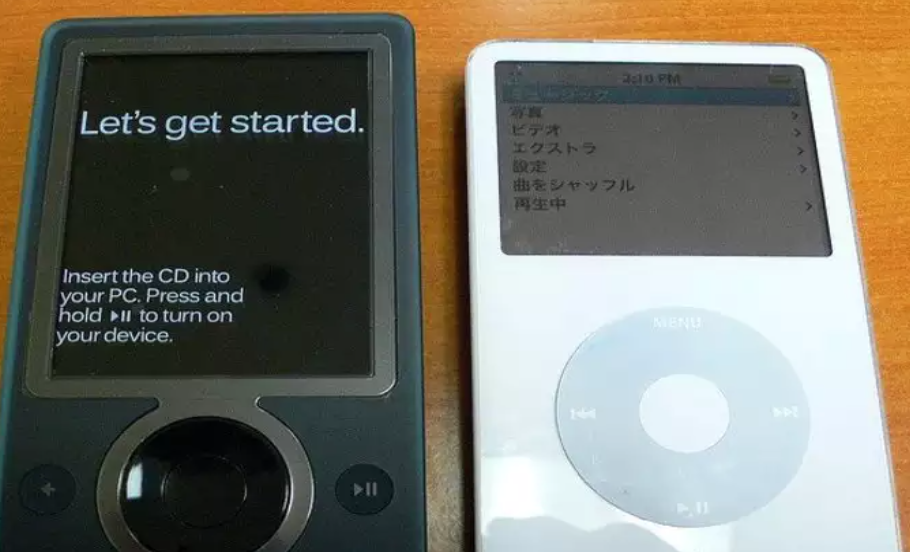 Let's get started.
Insert the CD into
your PC. Press and
hold ▶II to turn on
your device.
3:10 PM
ミュージック
写真
ビデオ
エクストラ
設定
曲をシャッフル
再生中
MENU